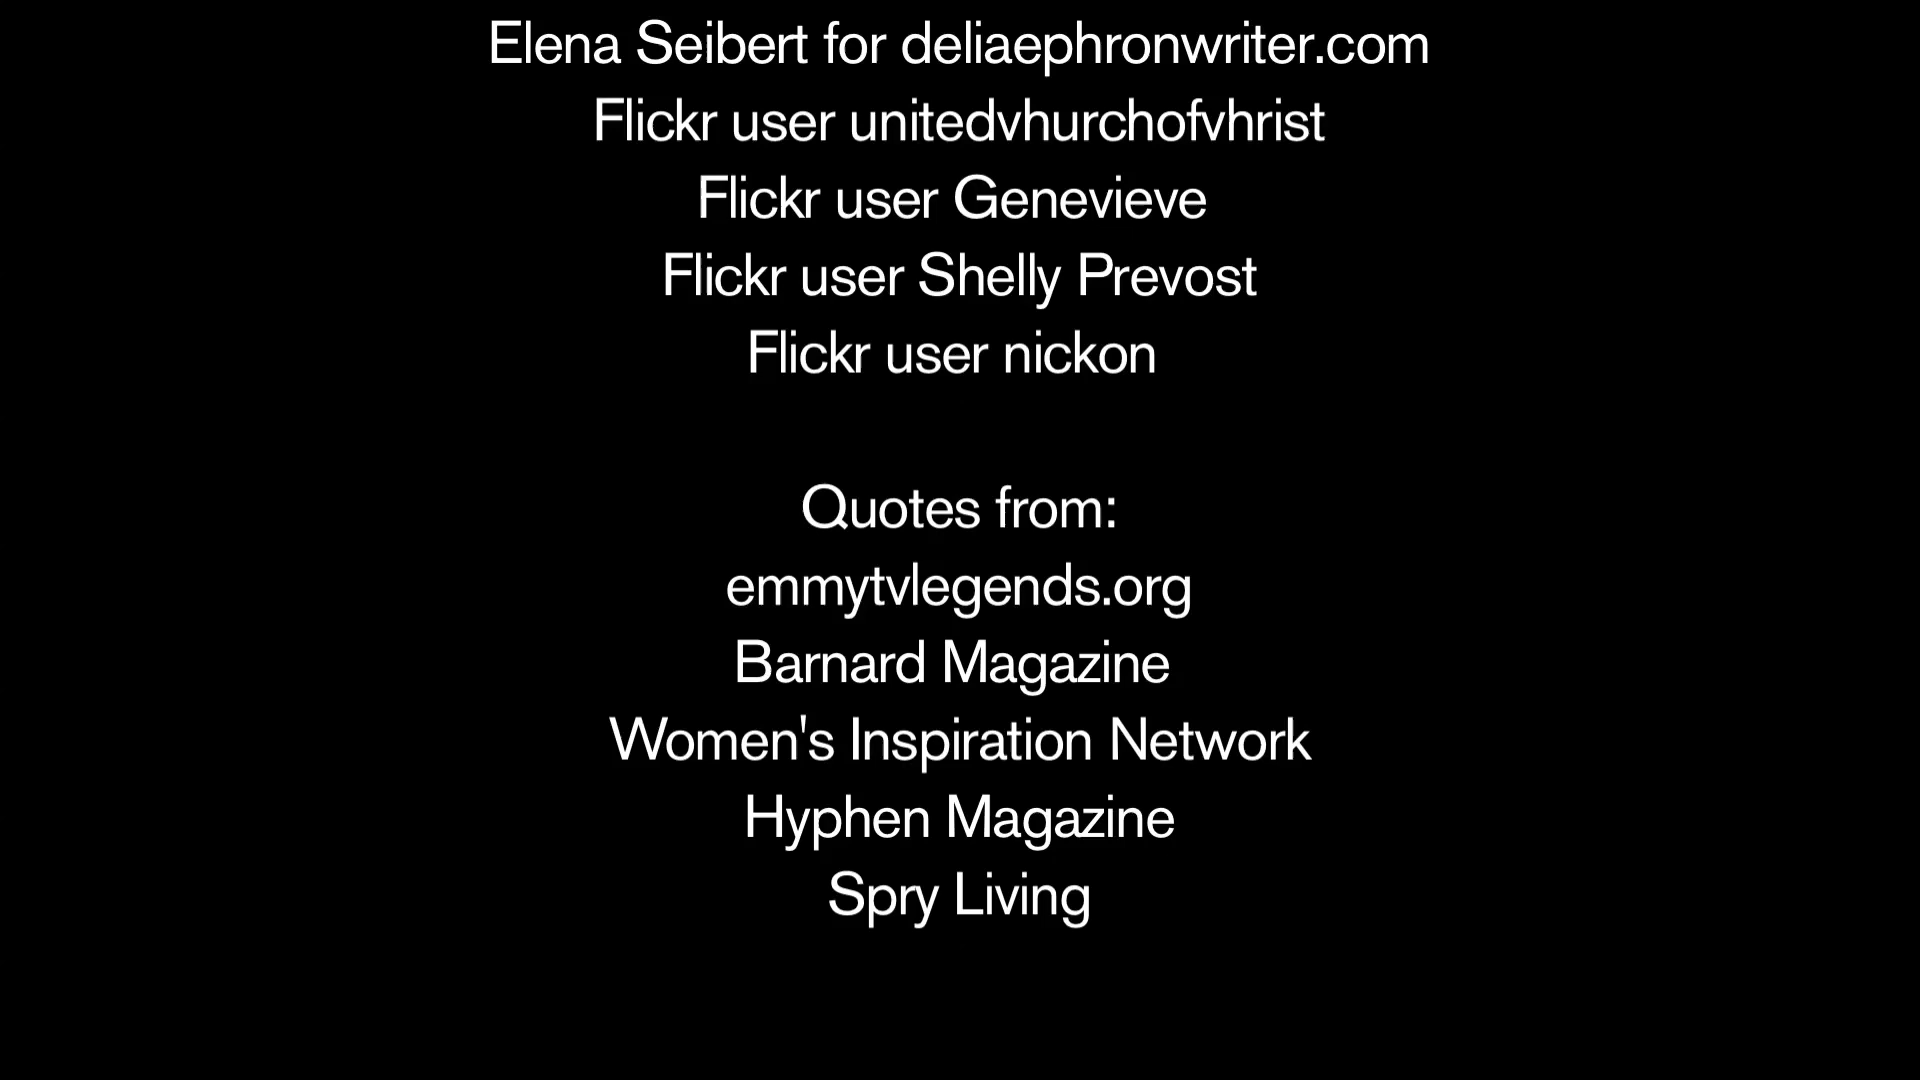 Elena Seibert for deliaephronwriter.com
Flickr user unitedvhurchofvhrist
Flickr user Genevieve
Flickr user Shelly Prevost
Flickr user nickon
Quotes from:
emmytvlegends.org
Barnard Magazine
Women's Inspiration Network
Hyphen Magazine
Spry Living